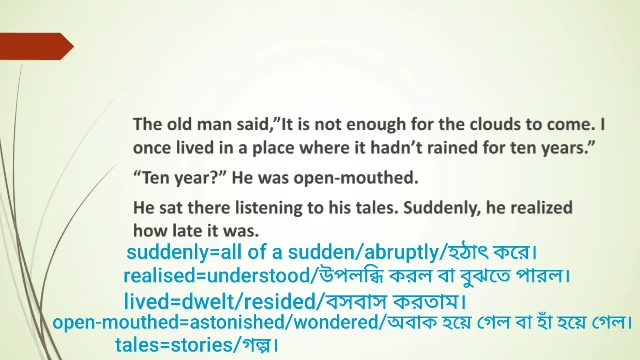 The old man said,”It is not enough for the clouds to come. I
once lived in a place where it hadn’t rained for ten years.”
“Ten year?” He was open-mouthed.
He sat there listening to his tales. Suddenly, he realized
how late it was.
suddenly=all of a sudden/abruptly/হঠাৎ করে।
realised=understood/উপলব্ধি করল বা বুঝতে পারল।
lived=dwelt/resided/বসবাস করতাম।
open-mouthed=astonished/wondered/অবাক হয়ে গেল বা হাঁ হয়ে গেল।
tales=stories/গল্প।